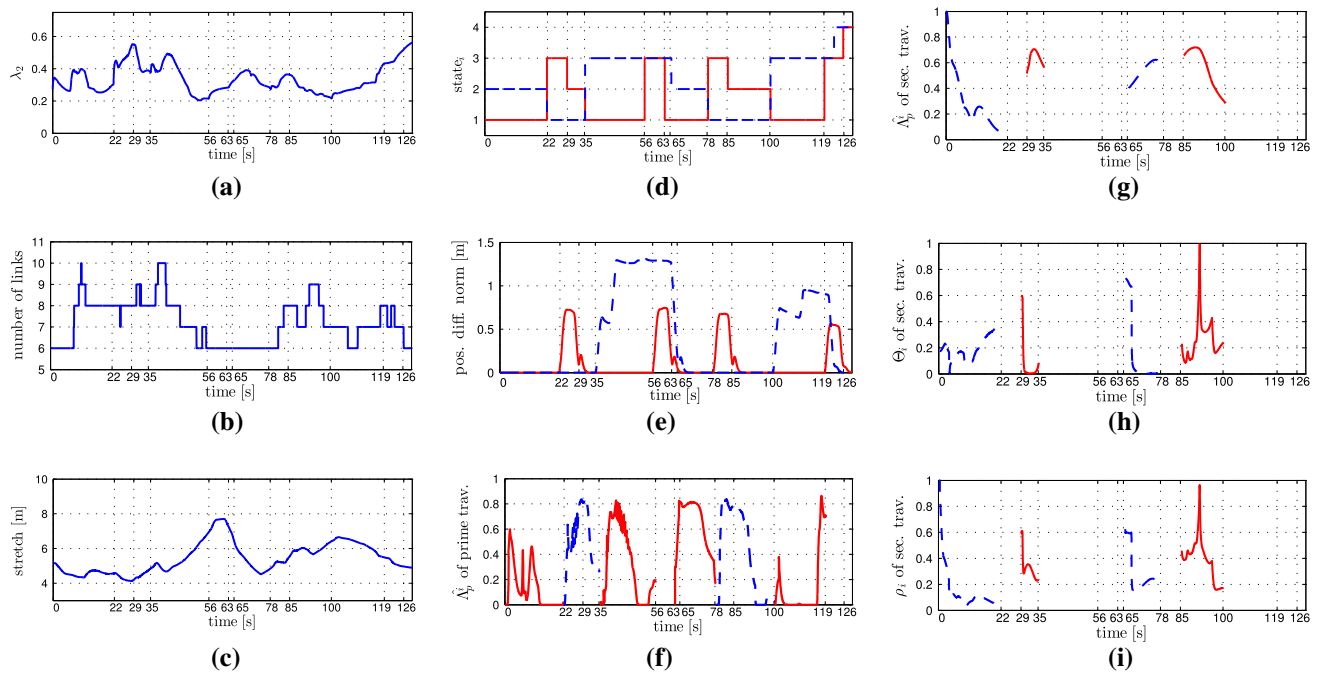 λ₂
0.6
0.4
0.2
0
0 22 29 35 56 63 65 78 85 100 119 126
time [s]
(a)
state_i
4
3
2
1
22 29 35 56 63 65 78 85 100 119 126
time [s]
(d)
Λ̂_p^i of sec. trav.
1
0.8
0.6
0.4
0.2
0
0 22 29 35 56 63 65 78 85 100 119 126
time [s]
(g)
number of links
11
10
9
8
7
6
5
0 22 29 35 56 63 65 78 85 100 119 126
time [s]
(b)
pos. diff. norm [m]
1.5
1
0.5
0
0 22 29 35 56 63 65 78 85 100 119 126
time [s]
(e)
Θ_i of sec. trav.
1
0.8
0.6
0.4
0.2
0
0 22 29 35 56 63 65 78 85 100 119 126
time [s]
(h)
stretch [m]
10
8
6
4
0 22 29 35 56 63 65 78 85 100 119 126
time [s]
(c)
Λ̂_p^i of prime trav.
1
0.8
0.6
0.4
0.2
0
0 22 29 35 56 63 65 78 85 100 119 126
time [s]
(f)
ρ_i of sec. trav.
1
0.8
0.6
0.4
0.2
0
0 22 29 35 56 63 65 78 85 100 119 126
time [s]
(i)